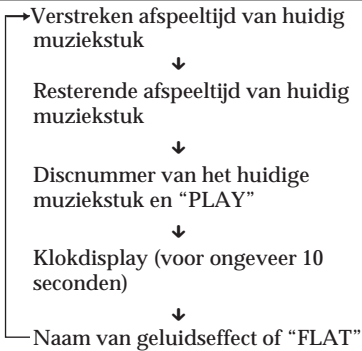 Verstreken afspeeltijd van huidig
muziekstuk
Resterende afspeeltijd van huidig
muziekstuk
Discnummer van het huidige
muziekstuk en “PLAY”
Klokdisplay (voor ongeveer 10
seconden)
Naam van geluidseffect of “FLAT”